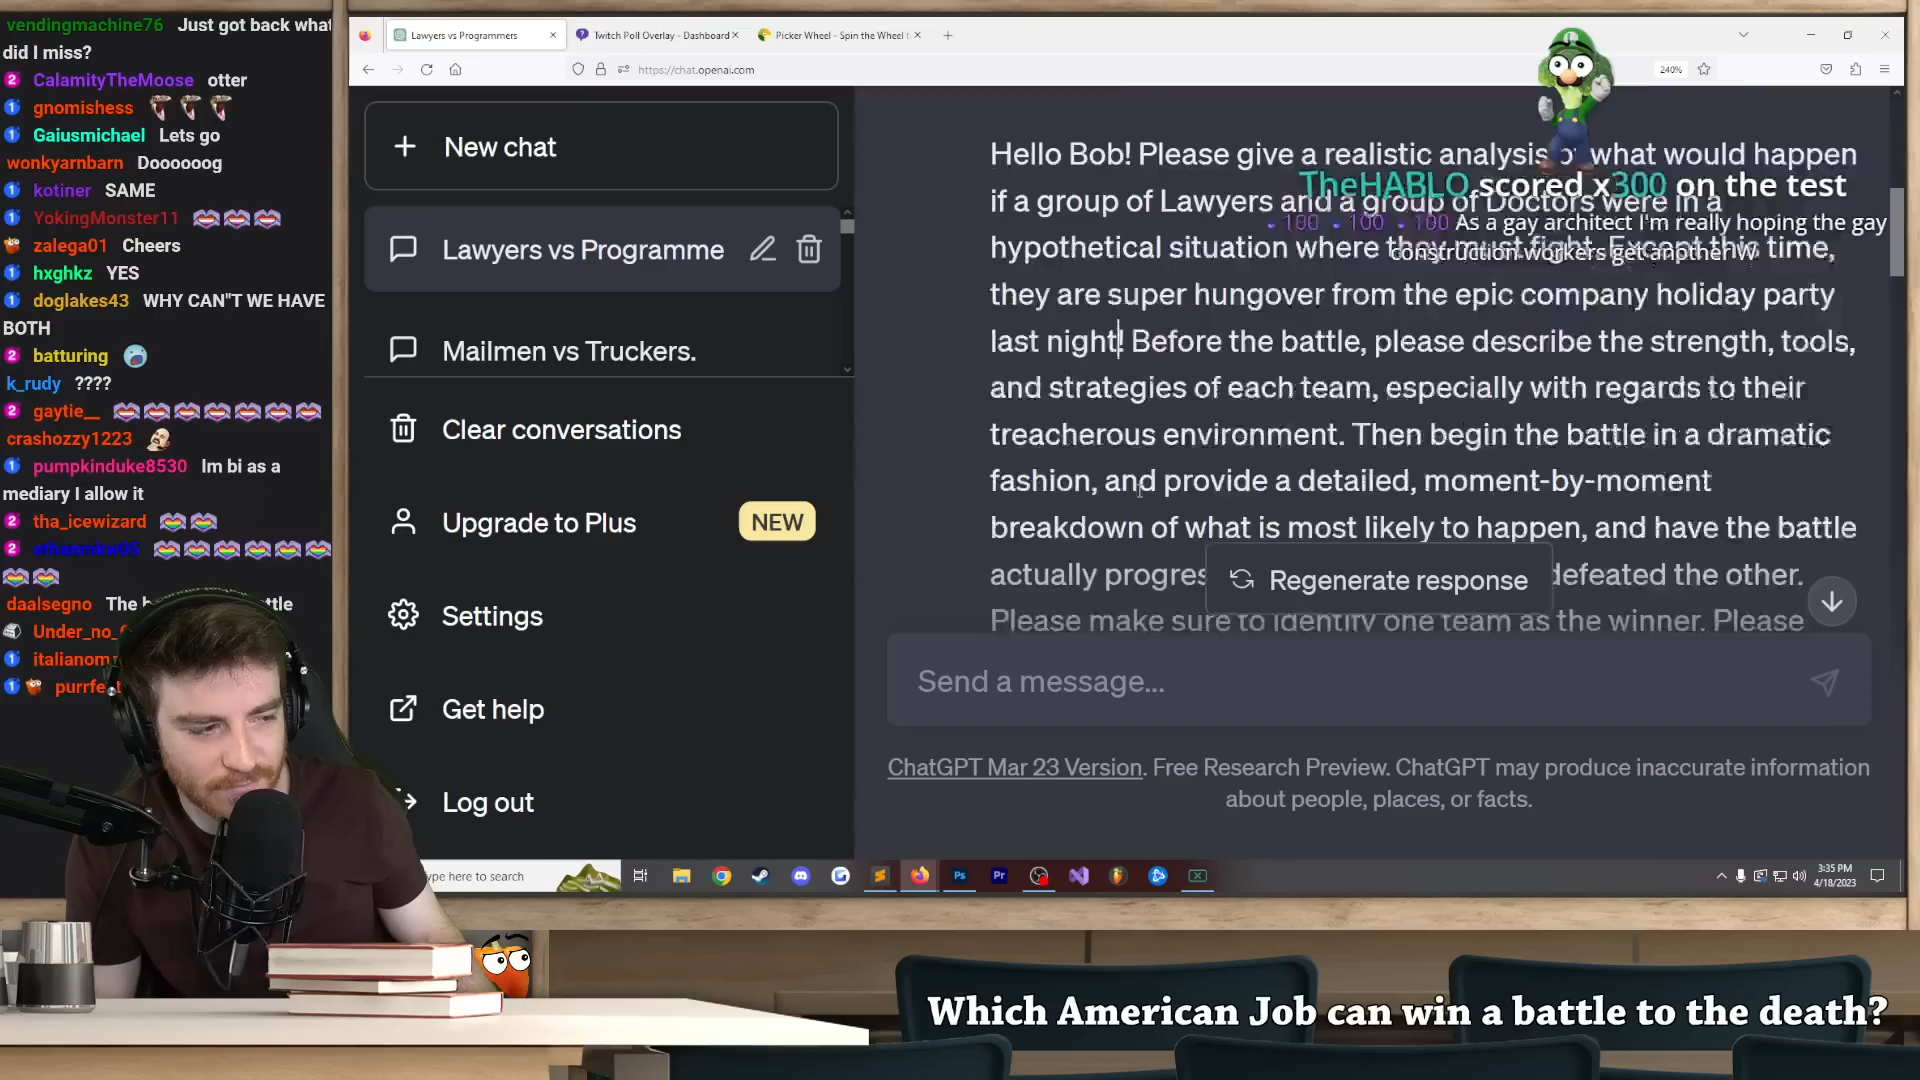 vendingmachine76 Just got back what
did I miss?
CalamityTheMoose otter
gnomishess
Gaiusmichael Lets go
wonkyarnbarn Doooooog
kotiner SAME
YokingMonster11
zalega01 Cheers
hxghkz YES
doglakes43 WHY CAN"T WE HAVE
BOTH
batturing
k_rudy ????
gaytie__
crashozzy1223
pumpkinduke8530 Im bi as a
mediary I allow it
tha_icewizard
ethanmkw05
daalsegno The
Under_no_
italianom
purrfe
Lawyers vs Programmers
Twitch Poll Overlay - Dashboard
Picker Wheel - Spin the Wheel
https://chat.openai.com
240%
New chat
Lawyers vs Programme
Mailmen vs Truckers.
Clear conversations
Upgrade to Plus
NEW
Settings
Get help
Log out
Hello Bob! Please give a realistic analysis of what would happen
if a group of Lawyers and a group of Doctors were in a
hypothetical situation where they must fight. Except this time,
they are super hungover from the epic company holiday party
last night! Before the battle, please describe the strength, tools,
and strategies of each team, especially with regards to their
treacherous environment. Then begin the battle in a dramatic
fashion, and provide a detailed, moment-by-moment
breakdown of what is most likely to happen, and have the battle
actually progres
defeated the other.
Please make sure to identify one team as the winner. Please
TheHABLO scored x300 on the test
100 100 100 As a gay architect I'm really hoping the gay
construction workers get another W
Regenerate response
Send a message...
ChatGPT Mar 23 Version. Free Research Preview. ChatGPT may produce inaccurate information
about people, places, or facts.
ype here to search
Ps
Pr
3:35 PM
4/18/2023
Which American Job can win a battle to the death?